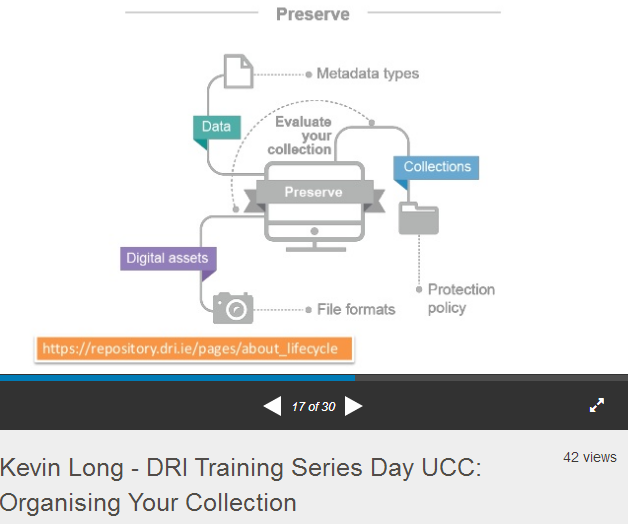 Preserve
Metadata types
Data
Evaluate
your
collection
Collections
Preserve
Digital assets
Protection
policy
File formats
https://repository.dri.ie/pages/about_lifecycle
17 of 30
Kevin Long - DRI Training Series Day UCC:
Organising Your Collection
42 views